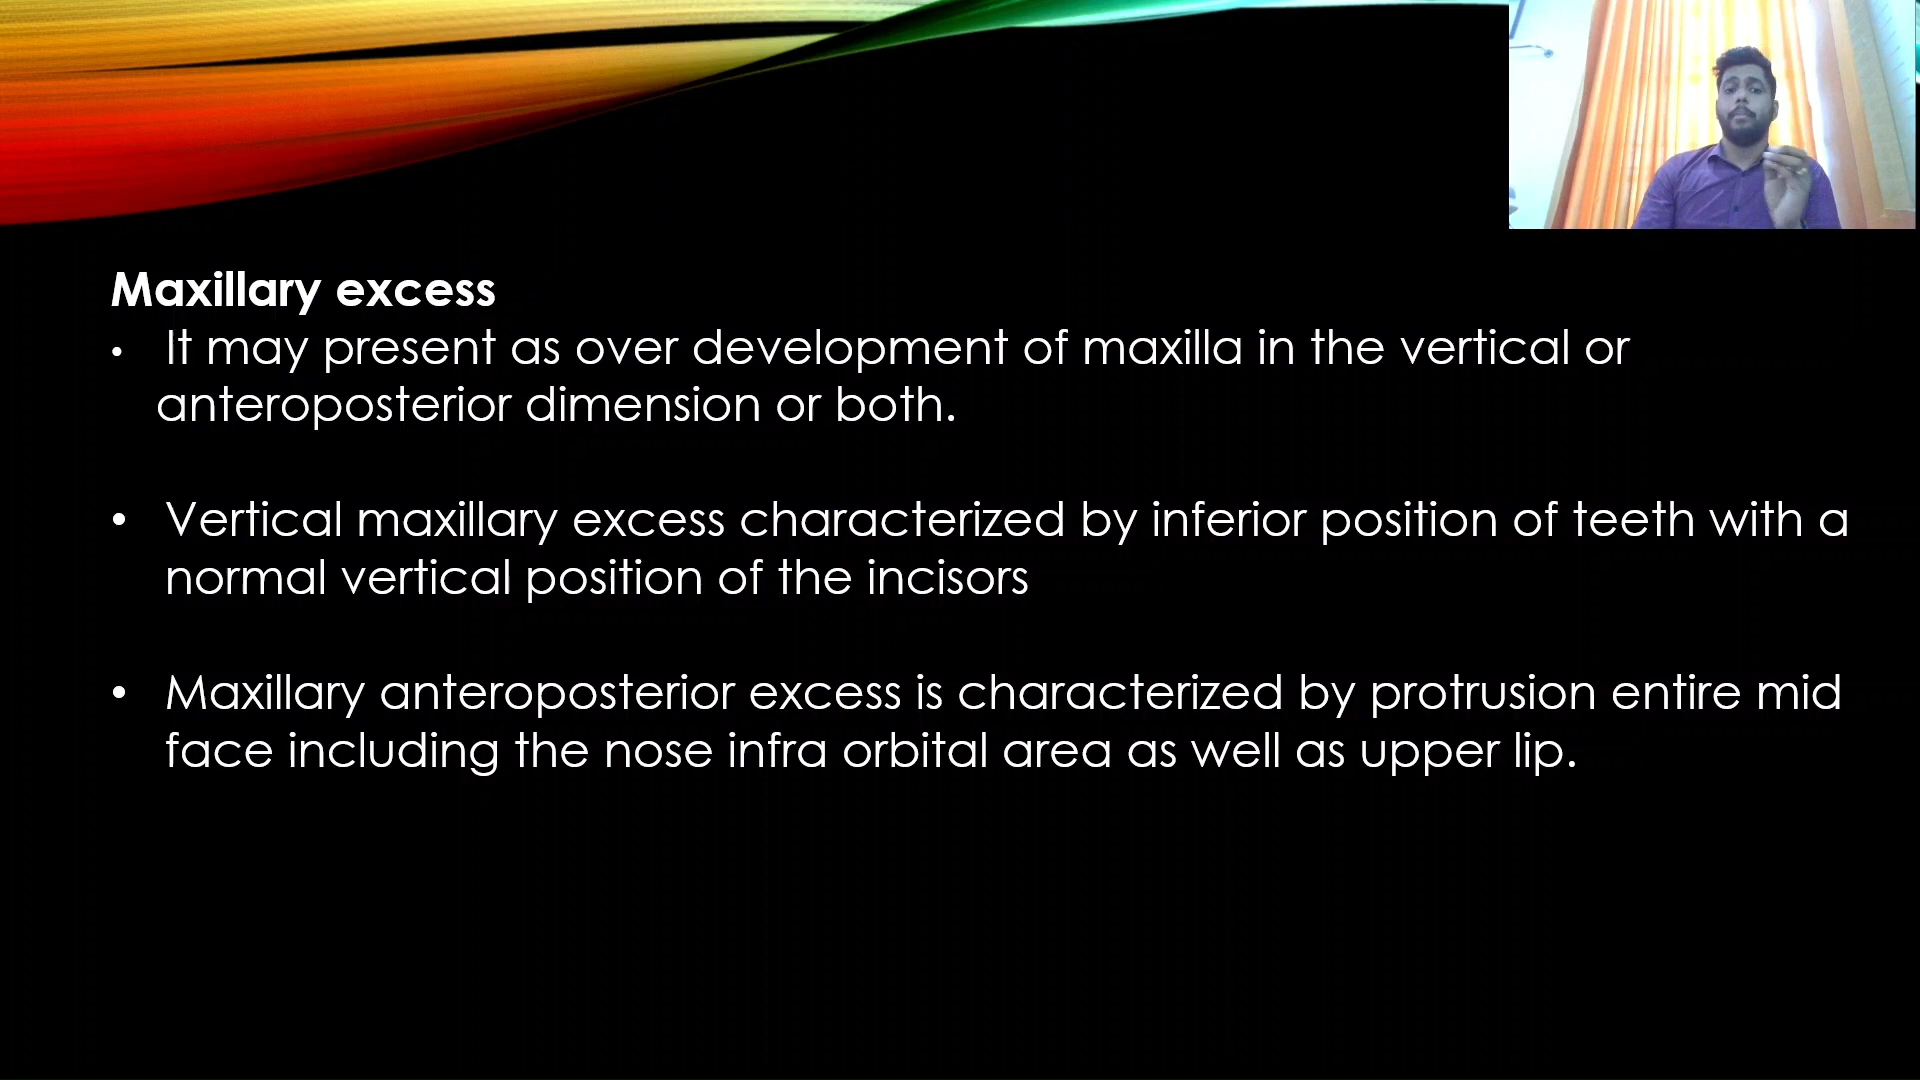 Maxillary excess
• It may present as over development of maxilla in the vertical or
anteroposterior dimension or both.
• Vertical maxillary excess characterized by inferior position of teeth with a
normal vertical position of the incisors
• Maxillary anteroposterior excess is characterized by protrusion entire mid
face including the nose infra orbital area as well as upper lip.